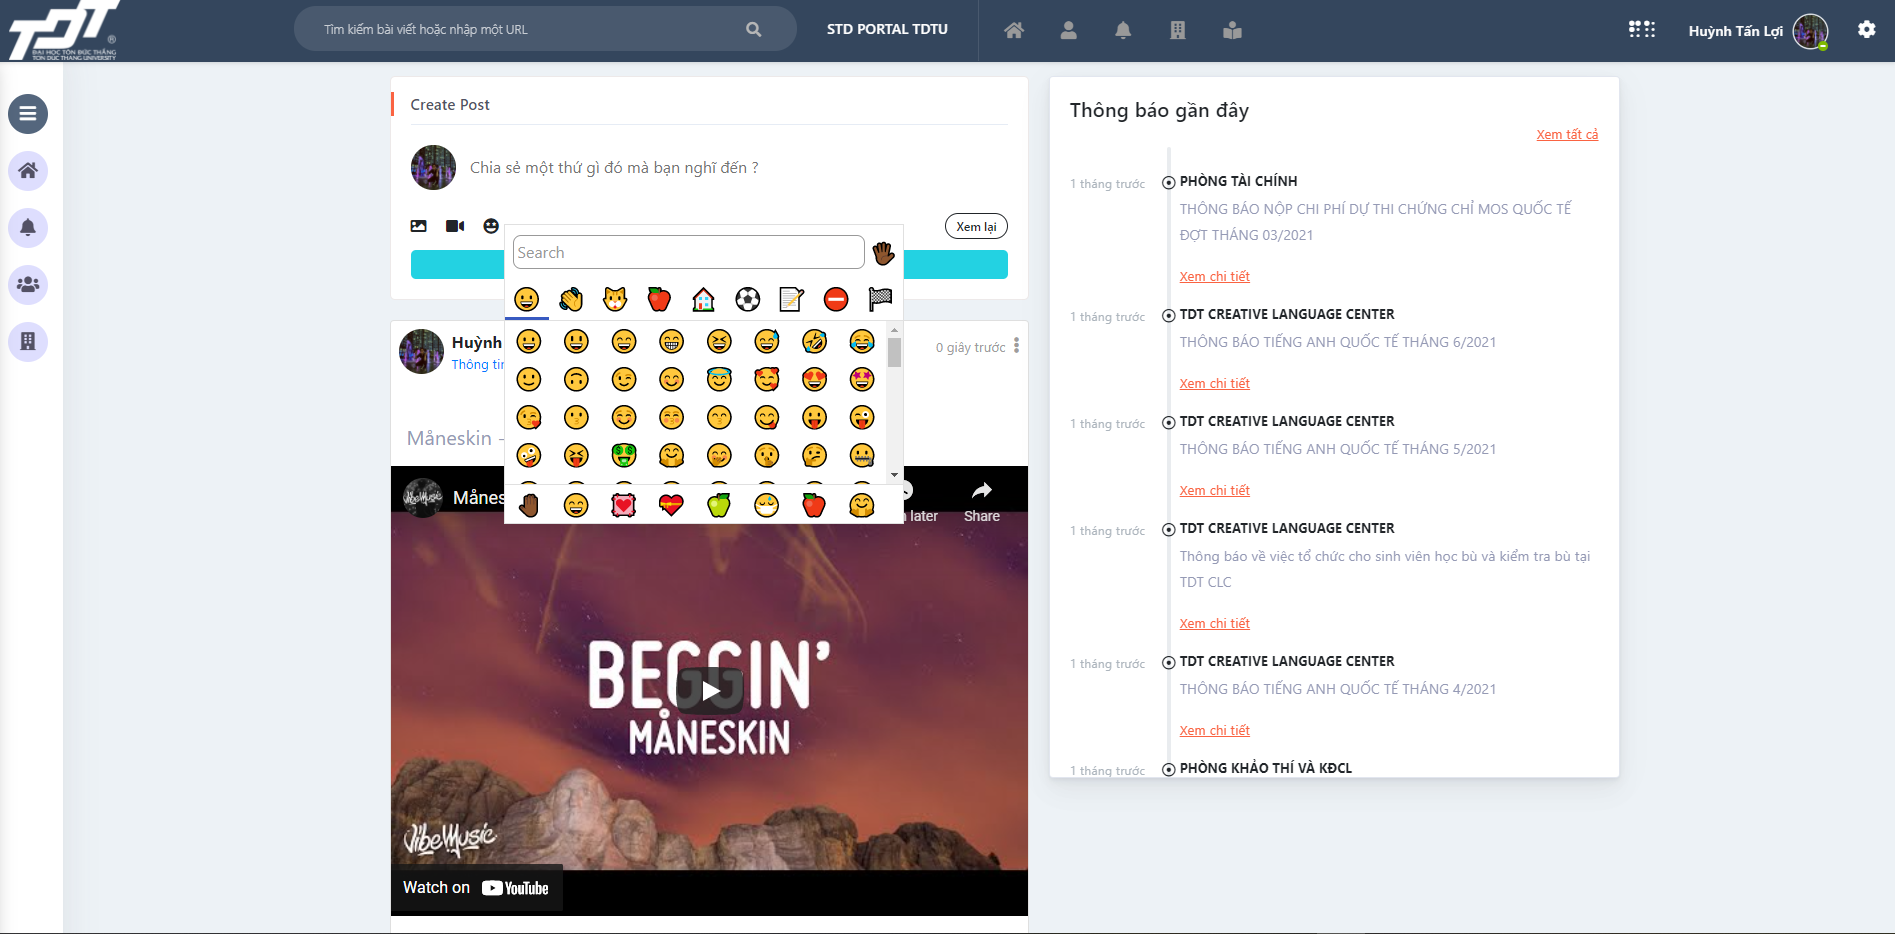 TDT
®
ĐẠI HỌC TÔN ĐỨC THẮNG
TON DUC THANG UNIVERSITY
Tìm kiếm bài viết hoặc nhập một URL
STD PORTAL TDTU
Huỳnh Tấn Lợi
Create Post
Chia sẻ một thứ gì đó mà bạn nghĩ đến ?
Xem lại
Search
Huỳnh
0 giây trước
Thông tin
Måneskin -
VibeMusic
Månes
later
Share
BEGGIN'
MÅNESKIN
VibeMusic
Watch on YouTube
Thông báo gần đây
Xem tất cả
1 tháng trước
PHÒNG TÀI CHÍNH
THÔNG BÁO NỘP CHI PHÍ DỰ THI CHỨNG CHỈ MOS QUỐC TẾ
ĐỢT THÁNG 03/2021
Xem chi tiết
1 tháng trước
TDT CREATIVE LANGUAGE CENTER
THÔNG BÁO TIẾNG ANH QUỐC TẾ THÁNG 6/2021
Xem chi tiết
1 tháng trước
TDT CREATIVE LANGUAGE CENTER
THÔNG BÁO TIẾNG ANH QUỐC TẾ THÁNG 5/2021
Xem chi tiết
1 tháng trước
TDT CREATIVE LANGUAGE CENTER
Thông báo về việc tổ chức cho sinh viên học bù và kiểm tra bù tại
TDT CLC
Xem chi tiết
1 tháng trước
TDT CREATIVE LANGUAGE CENTER
THÔNG BÁO TIẾNG ANH QUỐC TẾ THÁNG 4/2021
Xem chi tiết
1 tháng trước
PHÒNG KHẢO THÍ VÀ KĐCL